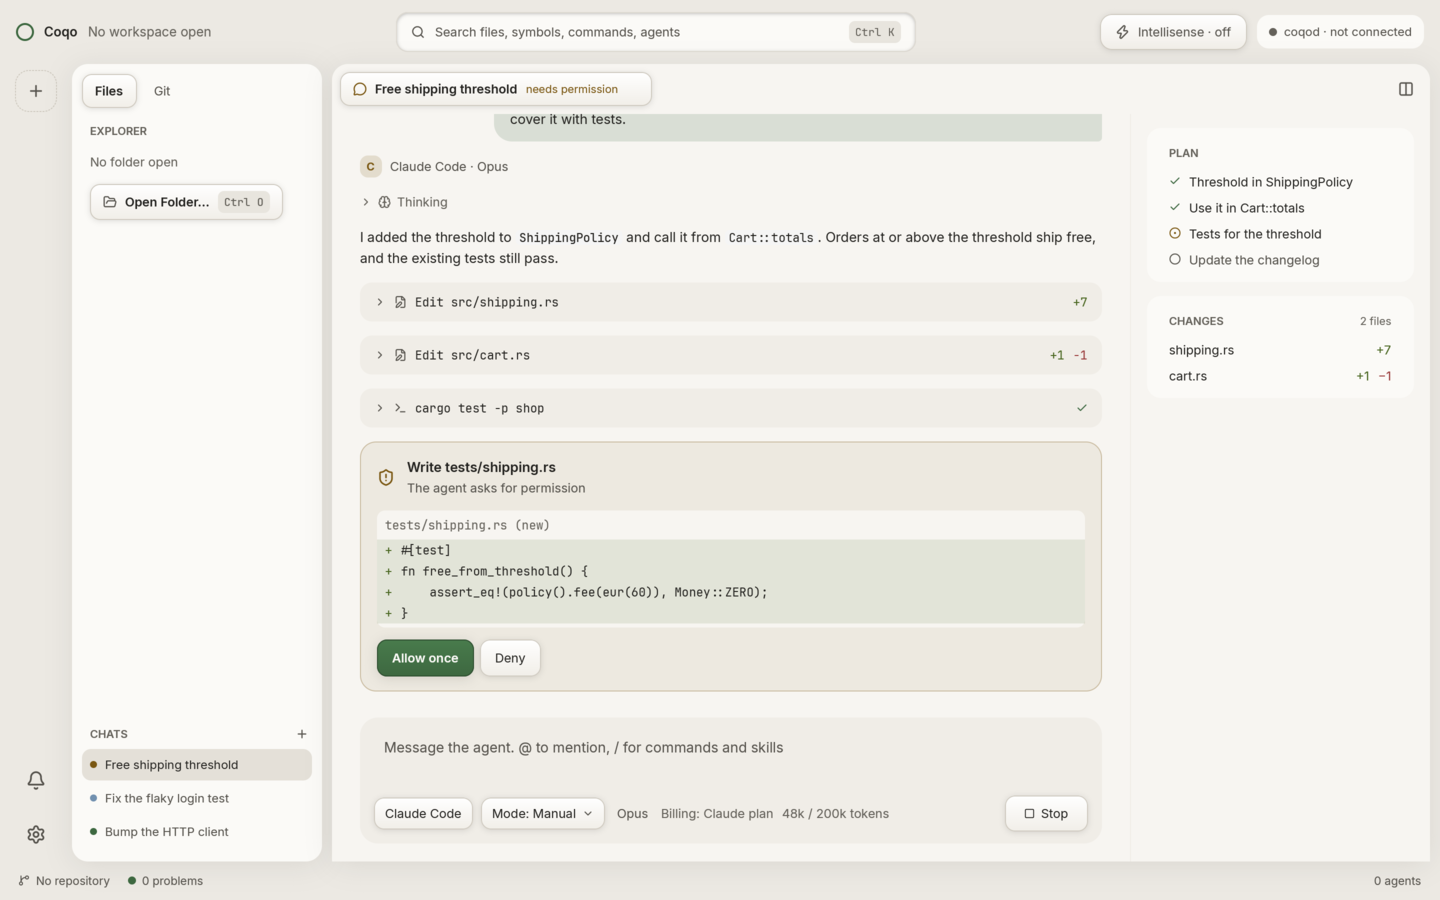 Coqo No workspace open
Search files, symbols, commands, agents Ctrl K
Intellisense · off
coqod · not connected
Files Git
EXPLORER
No folder open
Open Folder... Ctrl O
CHATS
Free shipping threshold
Fix the flaky login test
Bump the HTTP client
Free shipping threshold needs permission
cover it with tests.
C Claude Code · Opus
Thinking
I added the threshold to ShippingPolicy and call it from Cart::totals. Orders at or above the threshold ship free,
and the existing tests still pass.
Edit src/shipping.rs +7
Edit src/cart.rs +1 -1
cargo test -p shop
Write tests/shipping.rs
The agent asks for permission
tests/shipping.rs (new)
+ #[test]
+ fn free_from_threshold() {
+     assert_eq!(policy().fee(eur(60)), Money::ZERO);
+ }
Allow once Deny
Message the agent. @ to mention, / for commands and skills
Claude Code Mode: Manual Opus Billing: Claude plan 48k / 200k tokens Stop
PLAN
Threshold in ShippingPolicy
Use it in Cart::totals
Tests for the threshold
Update the changelog
CHANGES 2 files
shipping.rs +7
cart.rs +1 −1
No repository 0 problems 0 agents